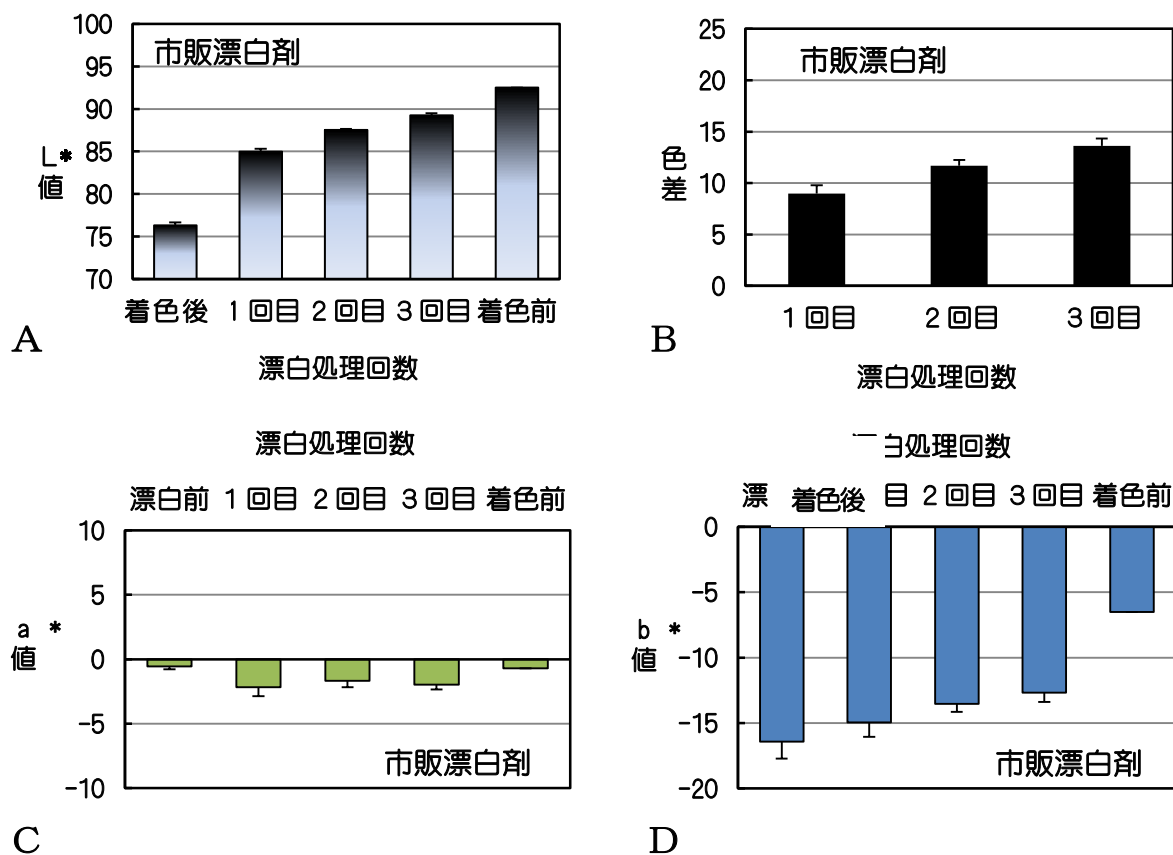 100
95
90
85
80
75
70
L*
値
市販漂白剤
着色後 1回目 2回目 3回目 着色前
A
漂白処理回数
25
20
15
10
5
0
色差
市販漂白剤
1回目 2回目 3回目
B
漂白処理回数
漂白処理回数
漂白前 1回目 2回目 3回目 着色前
10
5
0
-5
-10
a *
値
市販漂白剤
C
白処理回数
漂 着色後 目 2回目 3回目 着色前
0
-5
-10
-15
-20
b *
値
市販漂白剤
D